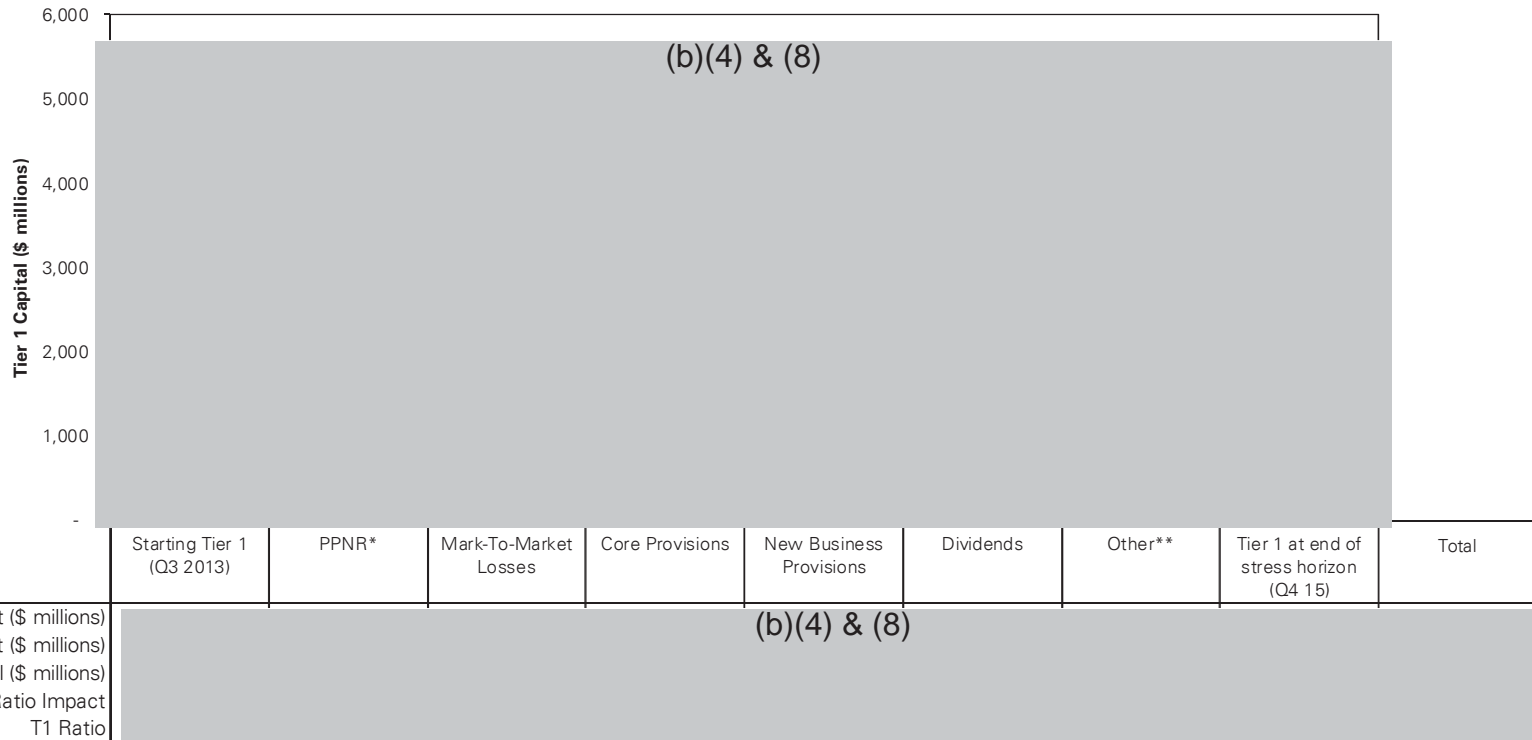 6,000
(b)(4) & (8)
5,000
4,000
3,000
2,000
1,000
-
Tier 1 Capital ($ millions)
Starting Tier 1
(Q3 2013)
PPNR*
Mark-To-Market
Losses
Core Provisions
New Business
Provisions
Dividends
Other**
Tier 1 at end of
stress horizon
(Q4 15)
Total
($ millions)
(b)(4) & (8)
($ millions)
($ millions)
Impact
T1 Ratio